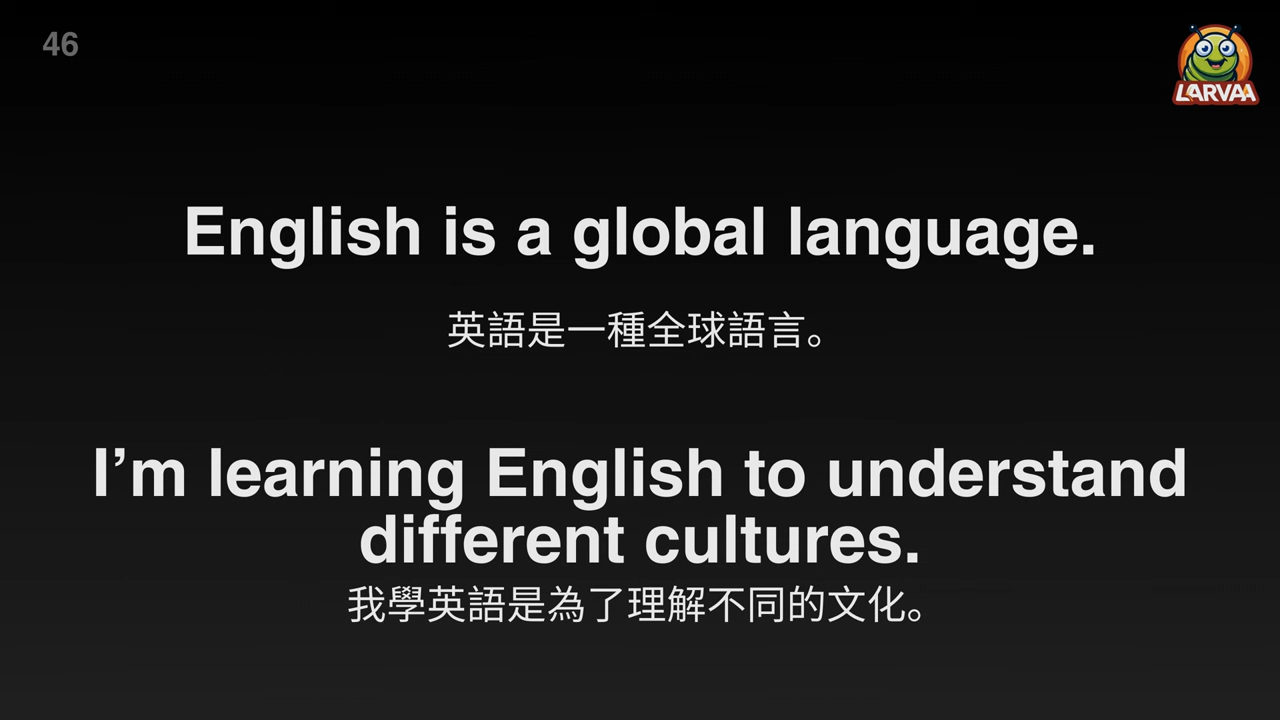 46
LARVAA
English is a global language.
英語是一種全球語言。
I’m learning English to understand
different cultures.
我學英語是為了理解不同的文化。